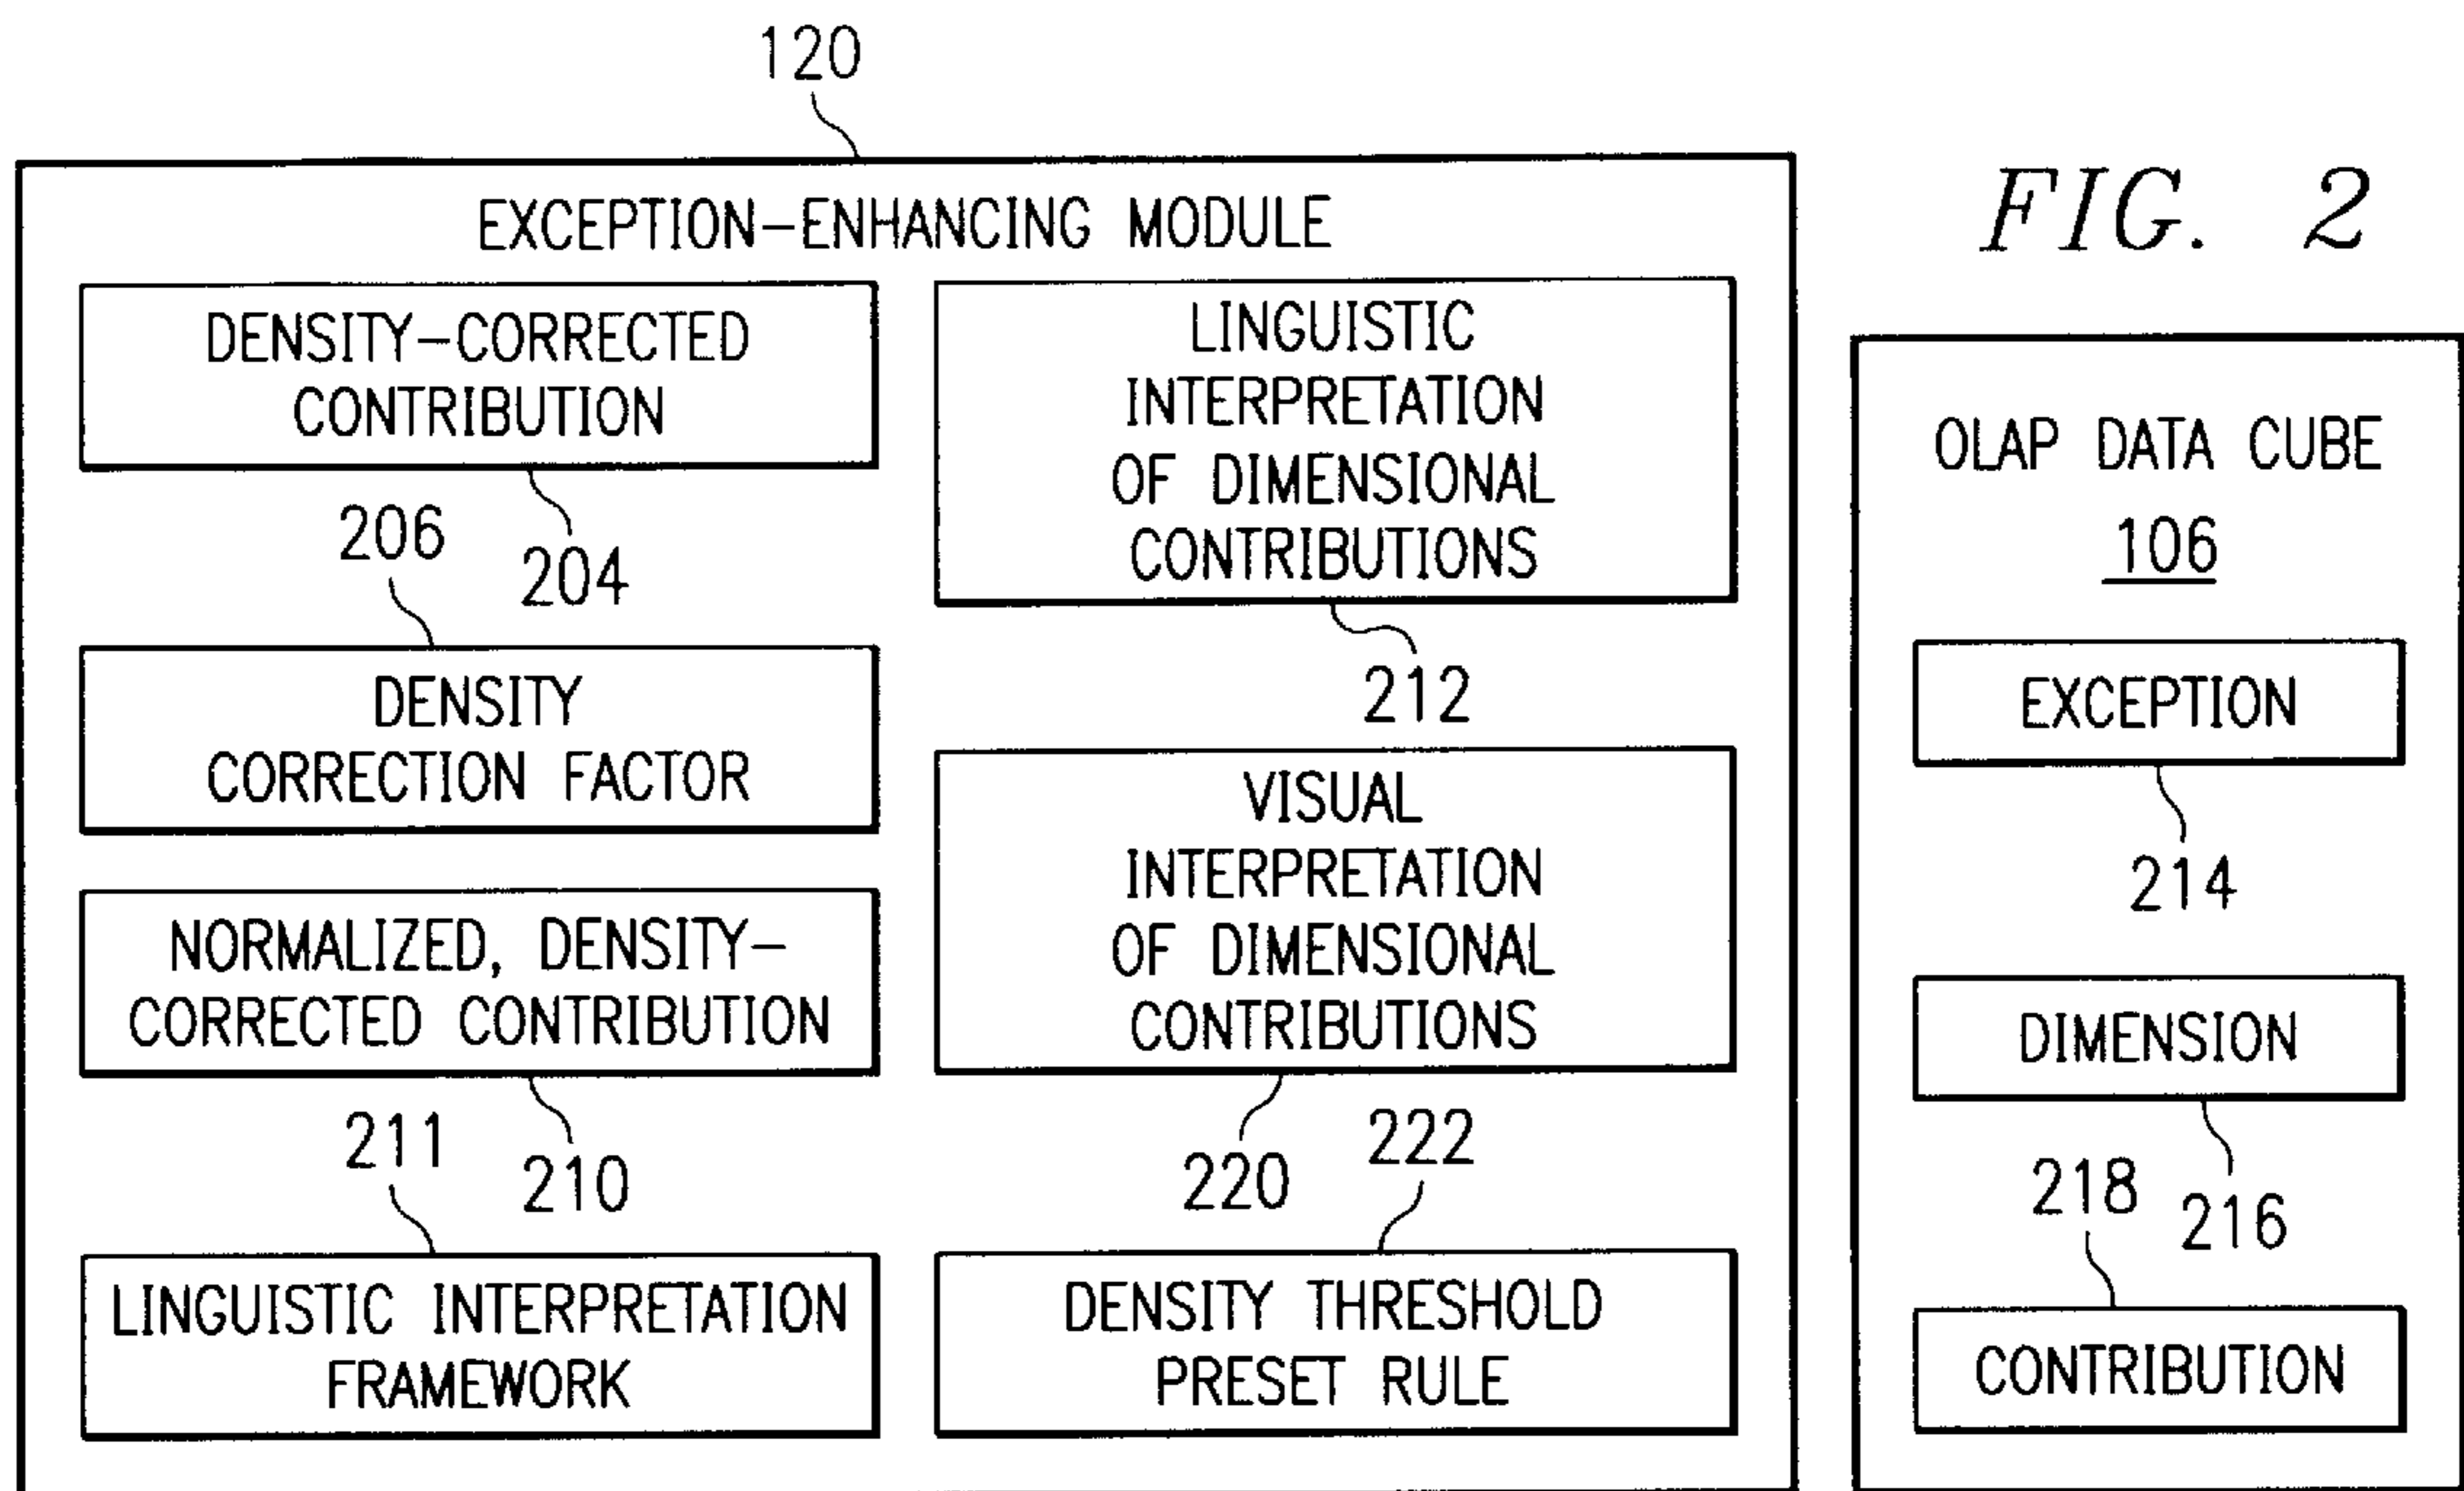 120
EXCEPTION-ENHANCING MODULE
DENSITY-CORRECTED
CONTRIBUTION
204
206
DENSITY
CORRECTION FACTOR
NORMALIZED, DENSITY-
CORRECTED CONTRIBUTION
210
211
LINGUISTIC INTERPRETATION
FRAMEWORK
LINGUISTIC
INTERPRETATION
OF DIMENSIONAL
CONTRIBUTIONS
212
VISUAL
INTERPRETATION
OF DIMENSIONAL
CONTRIBUTIONS
220
222
DENSITY THRESHOLD
PRESET RULE
FIG. 2
OLAP DATA CUBE
106
EXCEPTION
214
DIMENSION
216
218
CONTRIBUTION